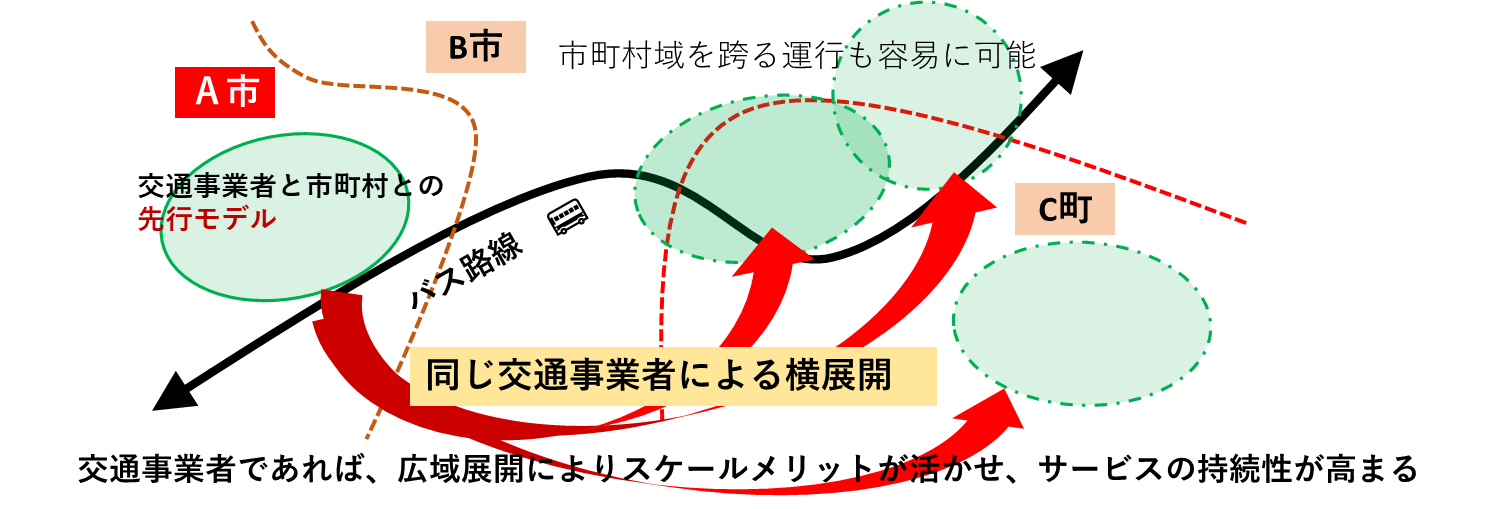 B市
市町村域を跨る運行も容易に可能
A市
交通事業者と市町村との
先行モデル
C町
バス路線
同じ交通事業者による横展開
交通事業者であれば、広域展開によりスケールメリットが活かせ、サービスの持続性が高まる